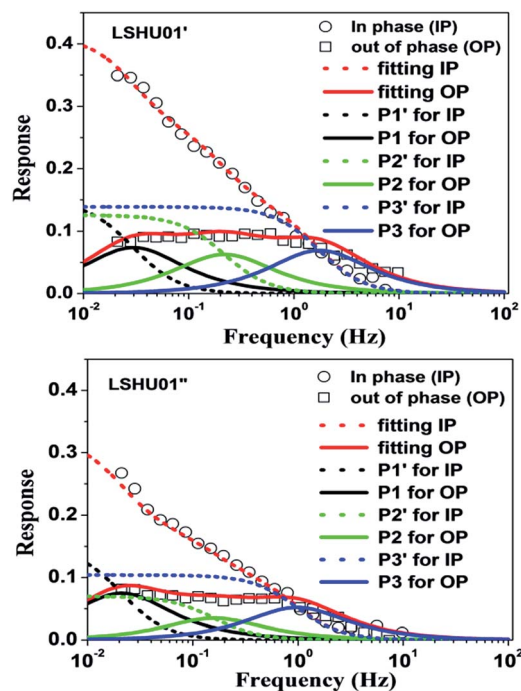 LSHU01'
In phase (IP)
out of phase (OP)
fitting IP
fitting OP
P1' for IP
P1 for OP
P2' for IP
P2 for OP
P3' for IP
P3 for OP
Response
0.4
0.3
0.2
0.1
0.0
10⁻² 10⁻¹ 10⁰ 10¹ 10²
Frequency (Hz)
LSHU01"
In phase (IP)
out of phase (OP)
fitting IP
fitting OP
P1' for IP
P1 for OP
P2' for IP
P2 for OP
P3' for IP
P3 for OP
Response
0.4
0.3
0.2
0.1
0.0
10⁻² 10⁻¹ 10⁰ 10¹ 10²
Frequency (Hz)